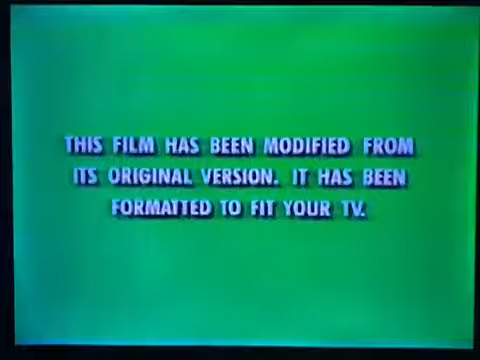 THIS FILM HAS BEEN MODIFIED FROM
ITS ORIGINAL VERSION. IT HAS BEEN
FORMATTED TO FIT YOUR TV.